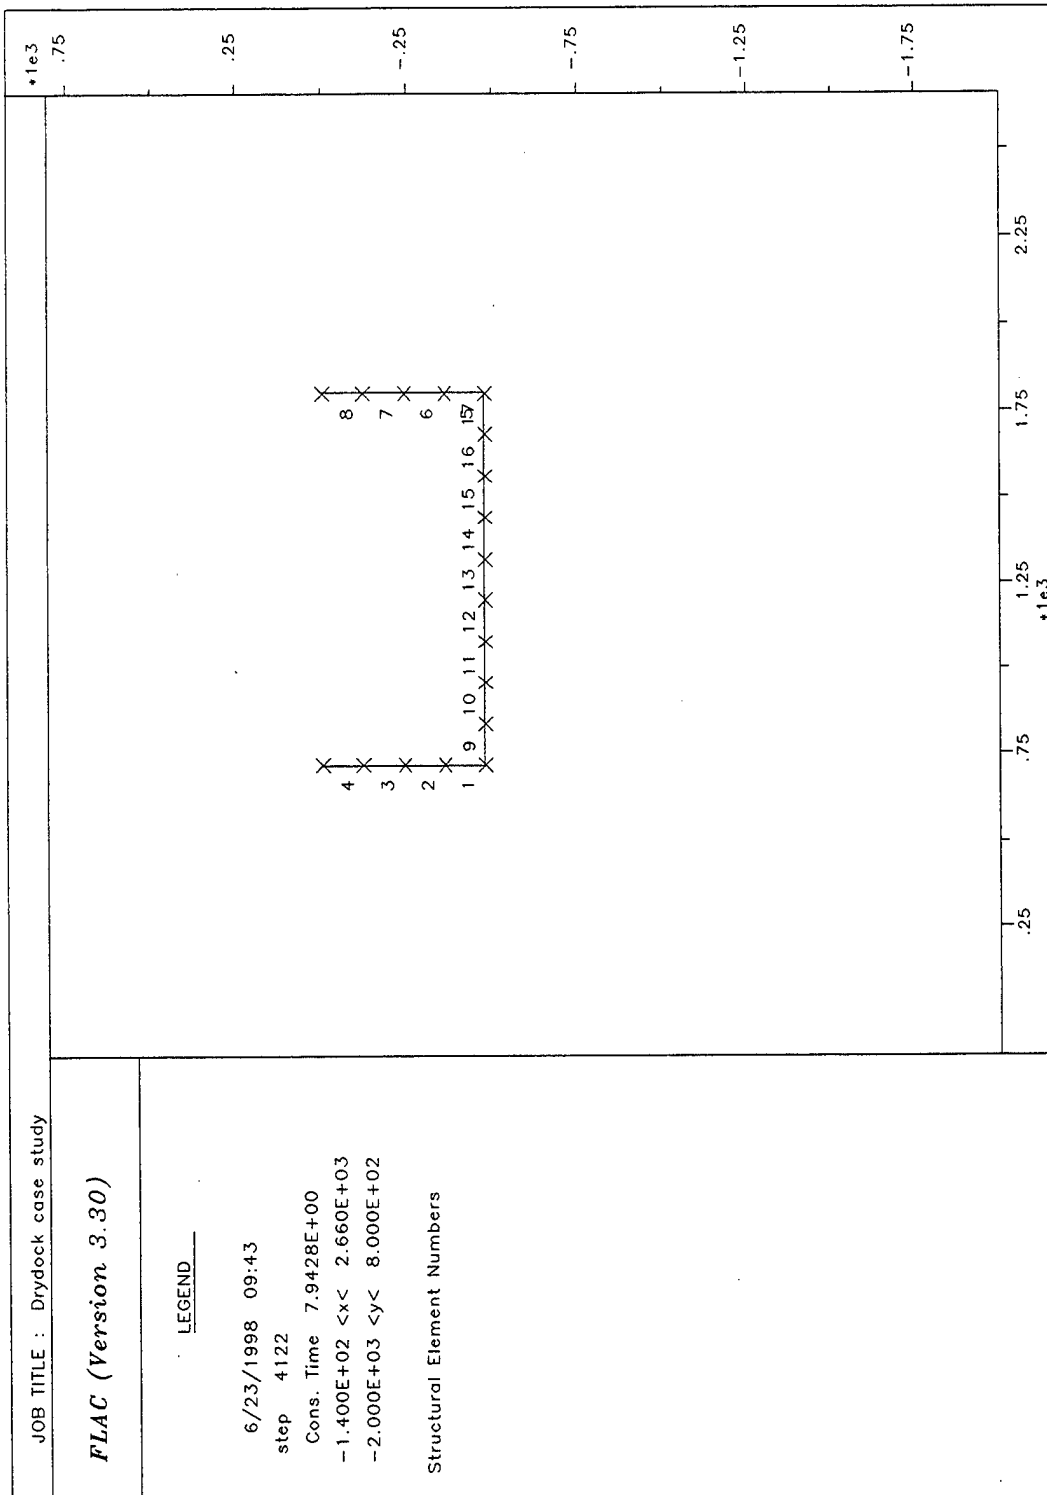 JOB TITLE : Drydock case study
*1e3
FLAC (Version 3.30)
LEGEND
6/23/1998 09:43
step 4122
Cons. Time 7.9428E+00
-1.400E+02 <x< 2.660E+03
-2.000E+03 <y< 8.000E+02
Structural Element Numbers
.75
.25
-.25
-.75
-1.25
-1.75
4
8
3
7
2
6
1
9
10
11
12
13
14
15
16
5
17
.25
.75
1.25
1.75
2.25
*1e3